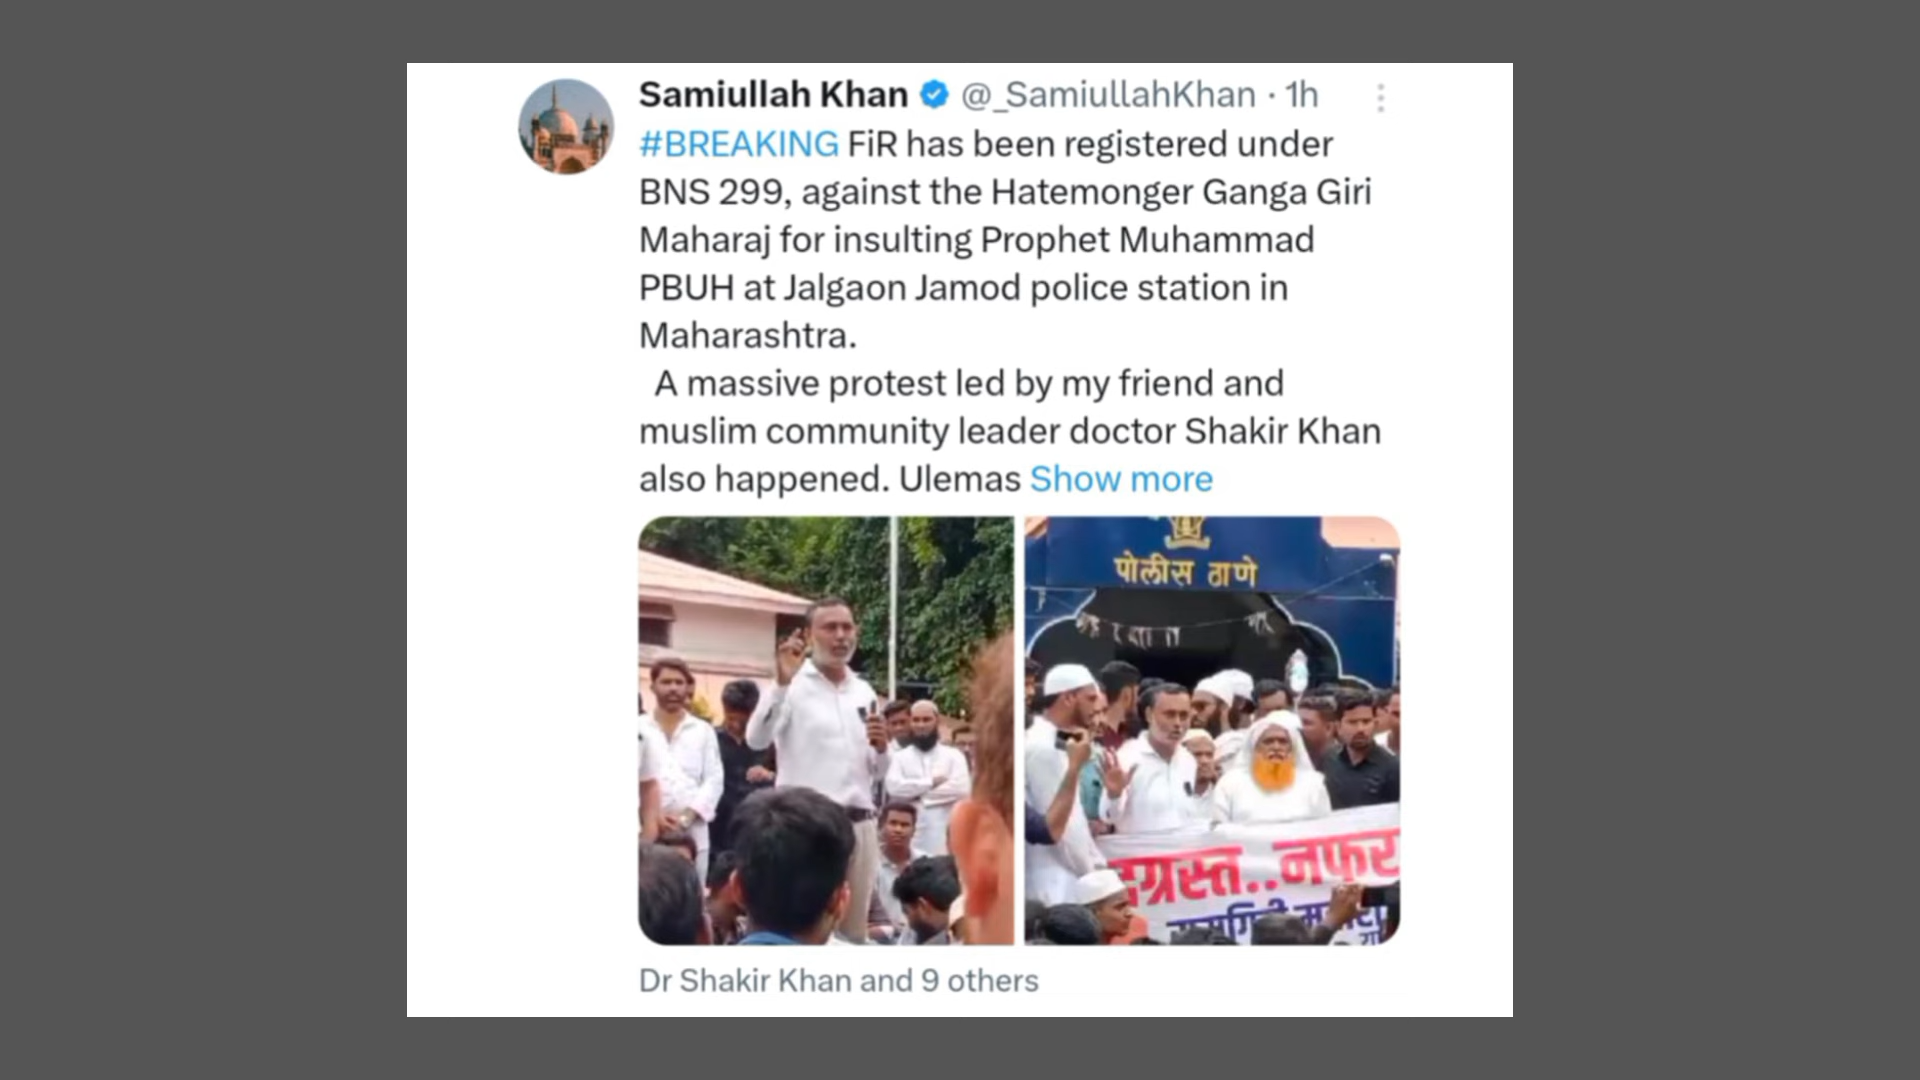 Samiullah Khan @_SamiullahKhan · 1h
#BREAKING FiR has been registered under
BNS 299, against the Hatemonger Ganga Giri
Maharaj for insulting Prophet Muhammad
PBUH at Jalgaon Jamod police station in
Maharashtra.
A massive protest led by my friend and
muslim community leader doctor Shakir Khan
also happened. Ulemas Show more
पोलीस ठाणे
ग्रस्त..नफर
Dr Shakir Khan and 9 others